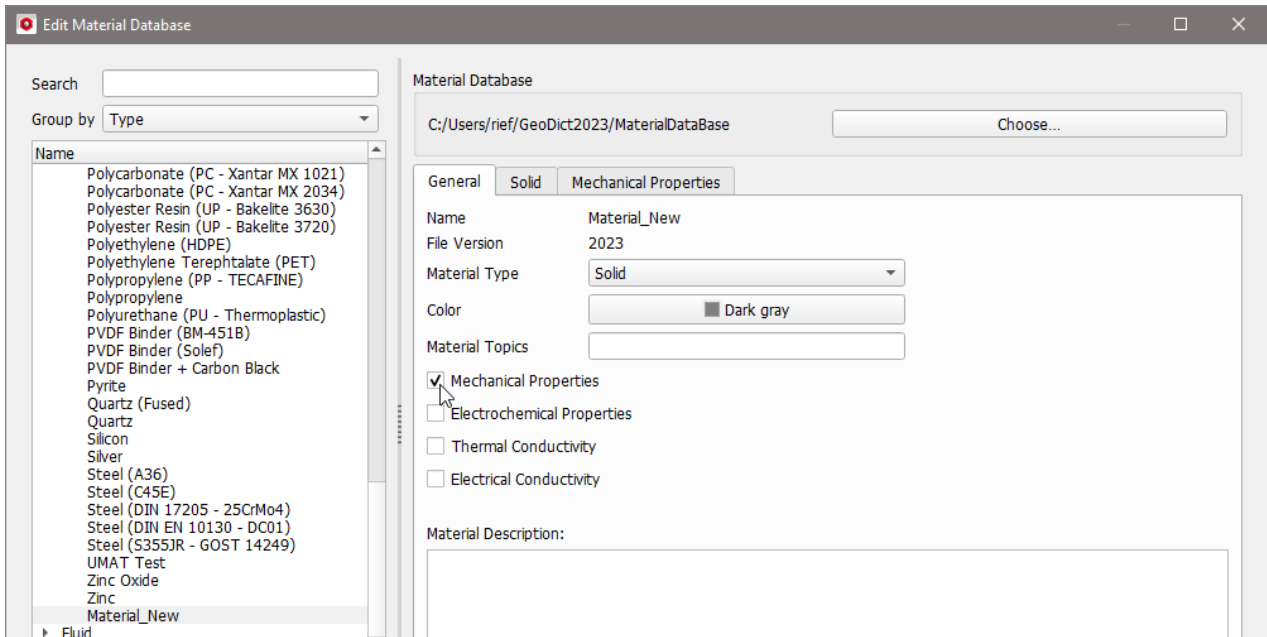 Edit Material Database
Search
Group by Type
Name
Polycarbonate (PC - Xantar MX 1021)
Polycarbonate (PC - Xantar MX 2034)
Polyester Resin (UP - Bakelite 3630)
Polyester Resin (UP - Bakelite 3720)
Polyethylene (HDPE)
Polyethylene Terephtalate (PET)
Polypropylene (PP - TECAFINE)
Polypropylene
Polyurethane (PU - Thermoplastic)
PVDF Binder (BM-451B)
PVDF Binder (Solef)
PVDF Binder + Carbon Black
Pyrite
Quartz (Fused)
Quartz
Silicon
Silver
Steel (A36)
Steel (C45E)
Steel (DIN 17205 - 25CrMo4)
Steel (DIN EN 10130 - DC01)
Steel (S355JR - GOST 14249)
UMAT Test
Zinc Oxide
Zinc
Material_New
Fluid
Material Database
C:/Users/rief/GeoDict2023/MaterialDataBase Choose...
General Solid Mechanical Properties
Name Material_New
File Version 2023
Material Type Solid
Color Dark gray
Material Topics
Mechanical Properties
Electrochemical Properties
Thermal Conductivity
Electrical Conductivity
Material Description: